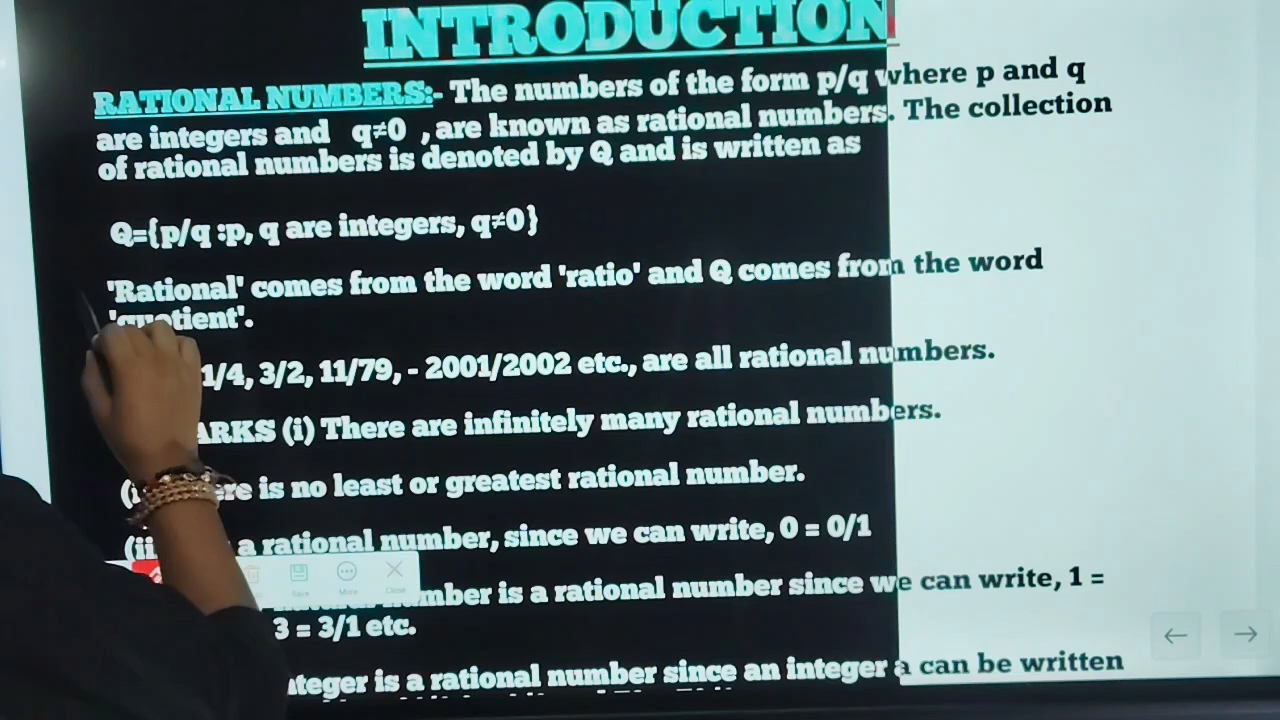 INTRODUCTION
RATIONAL NUMBERS:- The numbers of the form p/q where p and q
are integers and q≠0 , are known as rational numbers. The collection
of rational numbers is denoted by Q and is written as
Q={p/q :p, q are integers, q≠0}
'Rational' comes from the word 'ratio' and Q comes from the word
'quotient'.
1/4, 3/2, 11/79, - 2001/2002 etc., are all rational numbers.
(i) There are infinitely many rational numbers.
is no least or greatest rational number.
a rational number, since we can write, 0 = 0/1
is a rational number since we can write, 1 =
3 = 3/1 etc.
is a rational number since an integer a can be written
Save More Close